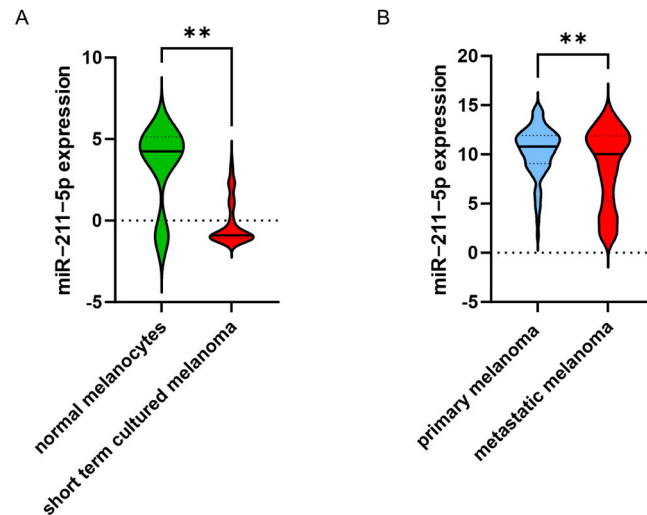 A
B
**
**
miR−211−5p expression
10
5
0
-5
normal melanocytes
short term cultured melanoma
miR−211−5p expression
20
15
10
5
0
-5
primary melanoma
metastatic melanoma